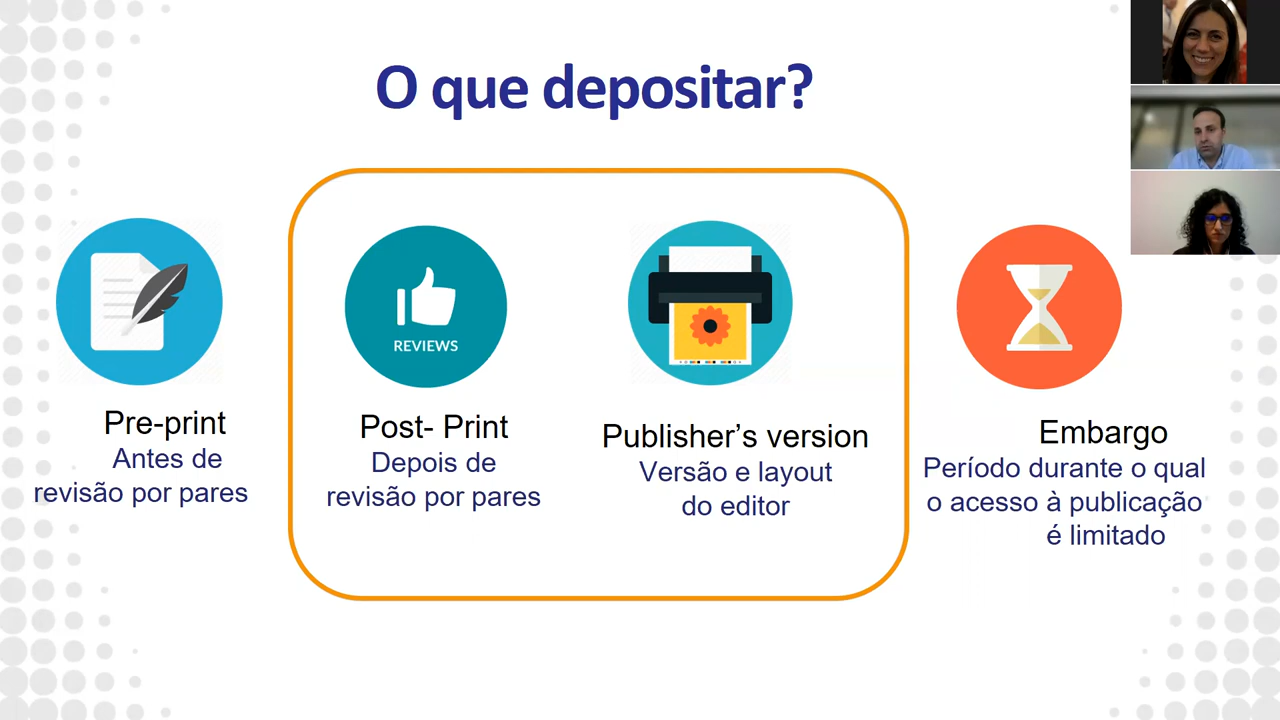 O que depositar?
REVIEWS
Pre-print
Antes de
revisão por pares
Post- Print
Depois de
revisão por pares
Publisher’s version
Versão e layout
do editor
Embargo
Período durante o qual
o acesso à publicação
é limitado